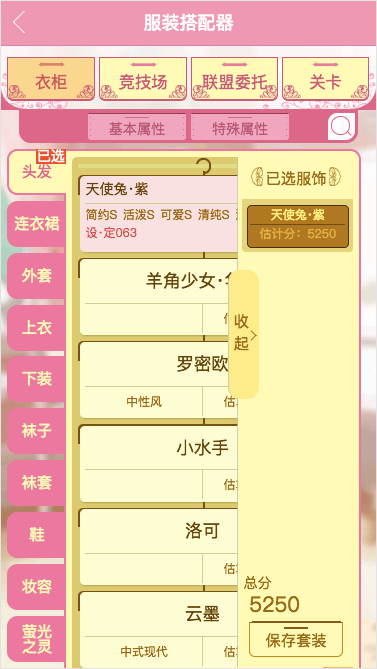 服装搭配器
衣柜 竞技场 联盟委托 关卡
基本属性 特殊属性
已选
头发
连衣裙
外套
上衣
下装
袜子
袜套
鞋
妆容
萤光
之灵
天使兔·紫
简约S 活泼S 可爱S 清纯S
设·定063
羊角少女·
罗密欧
中性风 估
小水手
估
洛可
估
云墨
中式现代 估
收
起
已选服饰
天使兔·紫
估计分：5250
总分
5250
保存套装